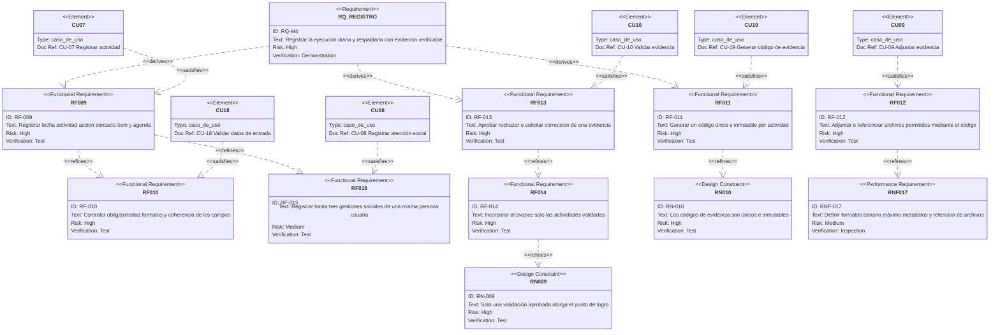 <<Element>>
CU07
Type: caso_de_uso
Doc Ref: CU-07 Registrar actividad
<<Requirement>>
RQ_REGISTRO
ID: RQ-M4
Text: Registrar la ejecución diaria y respaldarla con evidencia verificable
Risk: High
Verification: Demonstration
<<Element>>
CU10
Type: caso_de_uso
Doc Ref: CU-10 Validar evidencia
<<Element>>
CU19
Type: caso_de_uso
Doc Ref: CU-19 Generar código de evidencia
<<Element>>
CU09
Type: caso_de_uso
Doc Ref: CU-09 Adjuntar evidencia
<<derives>>
<<satisfies>>
<<derives>>
<<satisfies>>
<<derives>>
<<satisfies>>
<<satisfies>>
<<Functional Requirement>>
RF009
ID: RF-009
Text: Registrar fecha actividad accion contacto ítem y agenda
Risk: High
Verification: Test
<<Element>>
CU18
Type: caso_de_uso
Doc Ref: CU-18 Validar datos de entrada
<<Element>>
CU08
Type: caso_de_uso
Doc Ref: CU-08 Registrar atención social
<<Functional Requirement>>
RF013
ID: RF-013
Text: Aprobar rechazar o solicitar correccion de una evidencia
Risk: High
Verification: Test
<<Functional Requirement>>
RF011
ID: RF-011
Text: Generar un código único e inmutable por actividad
Risk: High
Verification: Test
<<Functional Requirement>>
RF012
ID: RF-012
Text: Adjuntar o referenciar archivos permitidos mediante el código
Risk: High
Verification: Test
<<refines>>
<<satisfies>>
<<refines>>
<<satisfies>>
<<refines>>
<<refines>>
<<refines>>
<<Functional Requirement>>
RF010
ID: RF-010
Text: Controlar obligatoriedad formatos y coherencia de los campos
Risk: High
Verification: Test
<<Functional Requirement>>
RF015
ID: RF-015
Text: Registrar hasta tres gestiones sociales de una misma persona
usuaria
Risk: Medium
Verification: Test
<<Functional Requirement>>
RF014
ID: RF-014
Text: Incorporar al avance solo las actividades validadas
Risk: High
Verification: Test
<<Design Constraint>>
RN010
ID: RN-010
Text: Los códigos de evidencia son únicos e inmutables
Risk: High
Verification: Test
<<Performance Requirement>>
RNF017
ID: RNF-017
Text: Definir formatos tamano máximo metadatos y retencion de archivos
Risk: Medium
Verification: Inspection
<<refines>>
<<Design Constraint>>
RN009
ID: RN-009
Text: Solo una validación aprobada otorga el punto de logro
Risk: High
Verification: Test